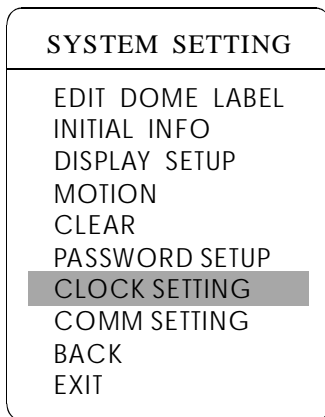 SYSTEM SETTING
EDIT DOME LABEL
INITIAL INFO
DISPLAY SETUP
MOTION
CLEAR
PASSWORD SETUP
CLOCK SETTING
COMM SETTING
BACK
EXIT